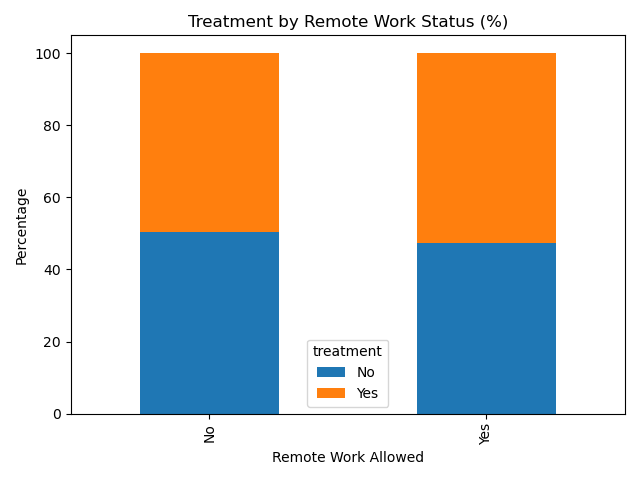 Treatment by Remote Work Status (%)
100
80
60
40
20
0
Percentage
treatment
No
Yes
No
Yes
Remote Work Allowed